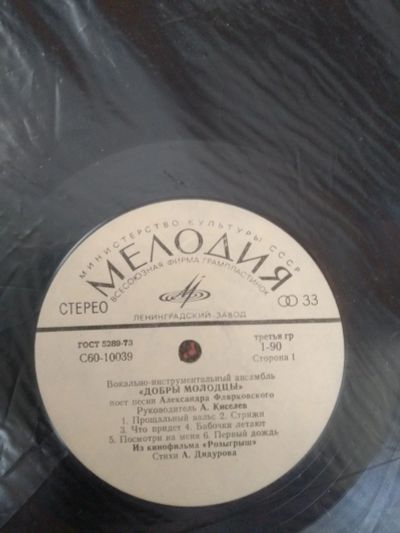 МИНИСТЕРСТВО КУЛЬТУРЫ СССР
МЕЛОДИЯ
ВСЕСОЮЗНАЯ ФИРМА ГРАМПЛАСТИНОК
СТЕРЕО
33
ЛЕНИНГРАДСКИЙ ЗАВОД
ГОСТ 5289-73
третья гр
С60-10039
1-90
Сторона 1
Вокально-инструментальный ансамбль
«ДОБРЫ МОЛОДЦЫ»
поет песни Александра Флярковского
Руководитель А. Киселев
1. Прощальный вальс 2. Стрижи
3. Что придет 4. Бабочки летают
5. Посмотри на меня 6. Первый дождь
Из кинофильма «Розыгрыш»
Стихи А. Дидурова